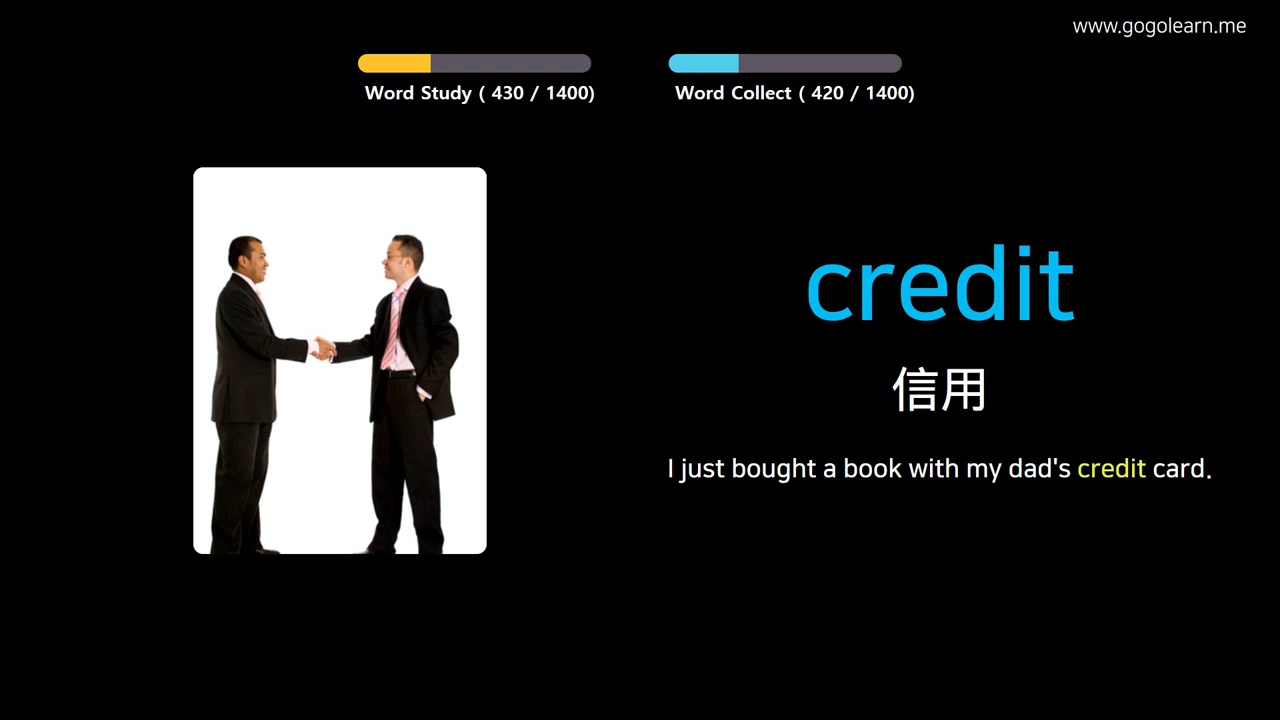 www.gogolearn.me
Word Study ( 430 / 1400)
Word Collect ( 420 / 1400)
credit
信用
I just bought a book with my dad's credit card.